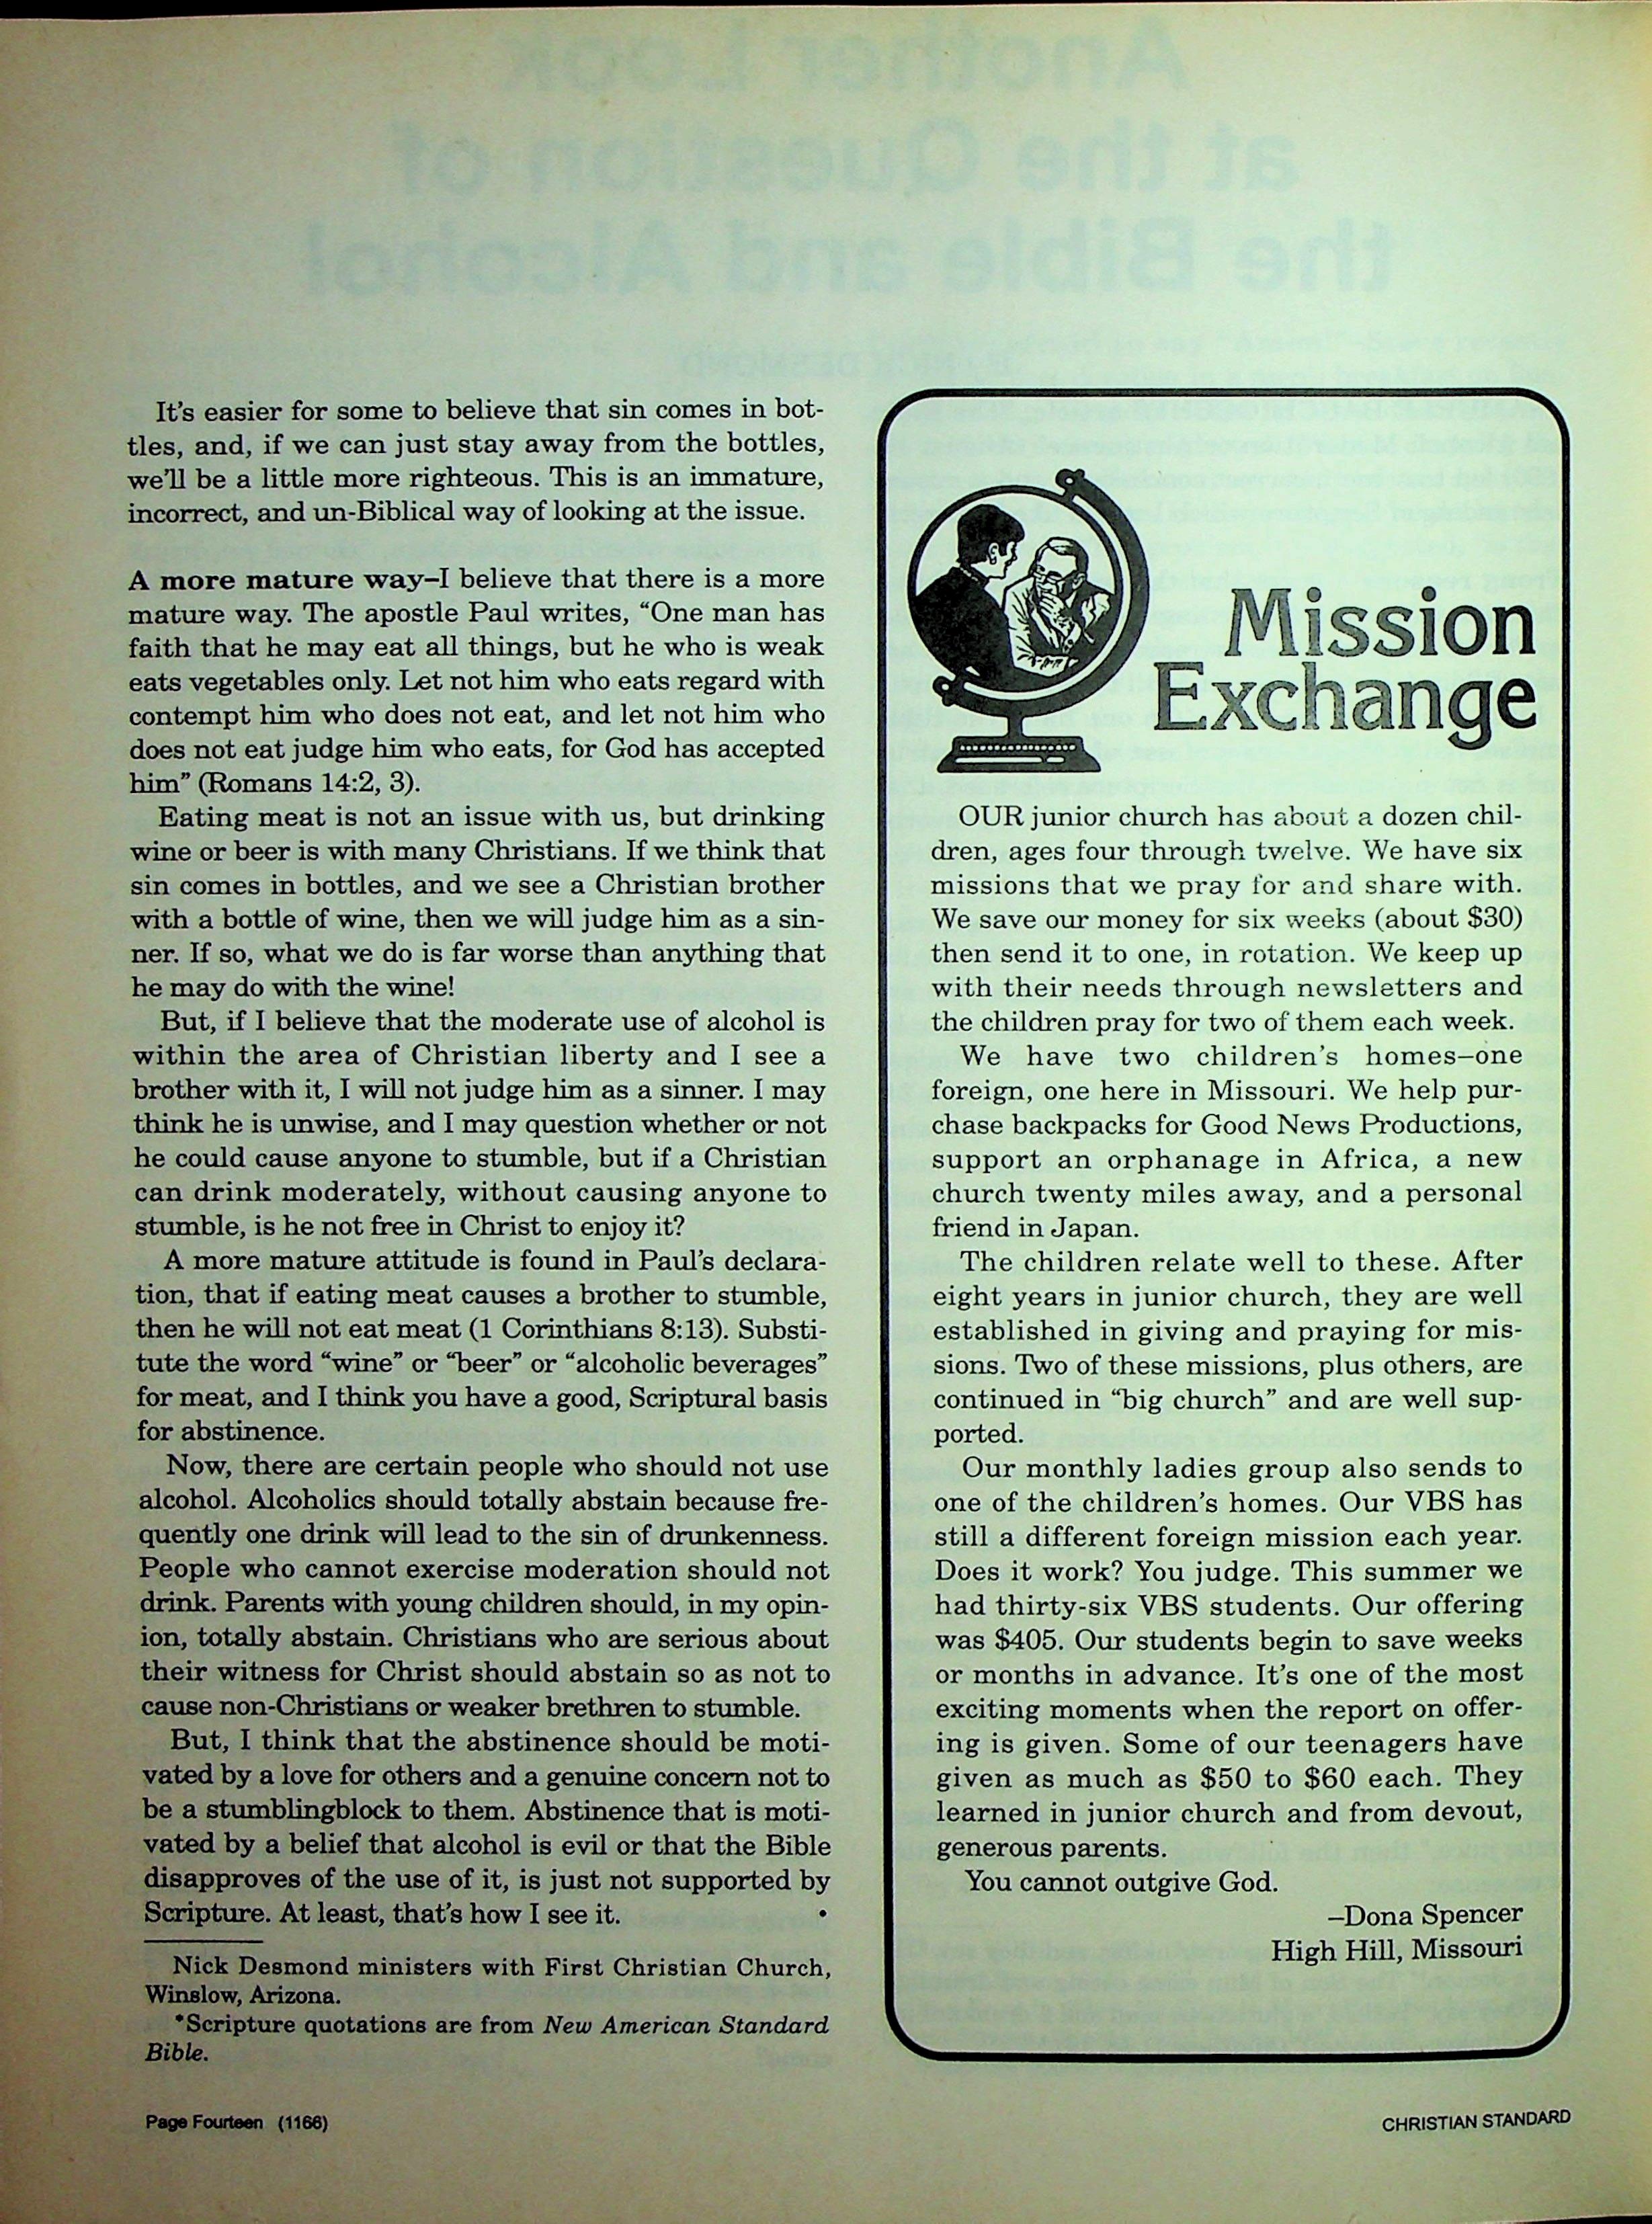 It's easier for some to believe that sin comes in bot-
tles, and, if we can just stay away from the bottles,
we'll be a little more righteous. This is an immature,
incorrect, and un-Biblical way of looking at the issue.
A more mature way–I believe that there is a more
mature way. The apostle Paul writes, “One man has
faith that he may eat all things, but he who is weak
eats vegetables only. Let not him who eats regard with
contempt him who does not eat, and let not him who
does not eat judge him who eats, for God has accepted
him” (Romans 14:2, 3).
Eating meat is not an issue with us, but drinking
wine or beer is with many Christians. If we think that
sin comes in bottles, and we see a Christian brother
with a bottle of wine, then we will judge him as a sin-
ner. If so, what we do is far worse than anything that
he may do with the wine!
But, if I believe that the moderate use of alcohol is
within the area of Christian liberty and I see a
brother with it, I will not judge him as a sinner. I may
think he is unwise, and I may question whether or not
he could cause anyone to stumble, but if a Christian
can drink moderately, without causing anyone to
stumble, is he not free in Christ to enjoy it?
A more mature attitude is found in Paul's declara-
tion, that if eating meat causes a brother to stumble,
then he will not eat meat (1 Corinthians 8:13). Substi-
tute the word “wine” or “beer” or “alcoholic beverages”
for meat, and I think you have a good, Scriptural basis
for abstinence.
Now, there are certain people who should not use
alcohol. Alcoholics should totally abstain because fre-
quently one drink will lead to the sin of drunkenness.
People who cannot exercise moderation should not
drink. Parents with young children should, in my opin-
ion, totally abstain. Christians who are serious about
their witness for Christ should abstain so as not to
cause non-Christians or weaker brethren to stumble.
But, I think that the abstinence should be moti-
vated by a love for others and a genuine concern not to
be a stumblingblock to them. Abstinence that is moti-
vated by a belief that alcohol is evil or that the Bible
disapproves of the use of it, is just not supported by
Scripture. At least, that's how I see it. •
Nick Desmond ministers with First Christian Church,
Winslow, Arizona.
*Scripture quotations are from New American Standard
Bible.
Mission
Exchange
OUR junior church has about a dozen chil-
dren, ages four through twelve. We have six
missions that we pray for and share with.
We save our money for six weeks (about $30)
then send it to one, in rotation. We keep up
with their needs through newsletters and
the children pray for two of them each week.
We have two children's homes–one
foreign, one here in Missouri. We help pur-
chase backpacks for Good News Productions,
support an orphanage in Africa, a new
church twenty miles away, and a personal
friend in Japan.
The children relate well to these. After
eight years in junior church, they are well
established in giving and praying for mis-
sions. Two of these missions, plus others, are
continued in “big church” and are well sup-
ported.
Our monthly ladies group also sends to
one of the children's homes. Our VBS has
still a different foreign mission each year.
Does it work? You judge. This summer we
had thirty-six VBS students. Our offering
was $405. Our students begin to save weeks
or months in advance. It's one of the most
exciting moments when the report on offer-
ing is given. Some of our teenagers have
given as much as $50 to $60 each. They
learned in junior church and from devout,
generous parents.
You cannot outgive God.
–Dona Spencer
High Hill, Missouri
Page Fourteen (1166)
CHRISTIAN STANDARD